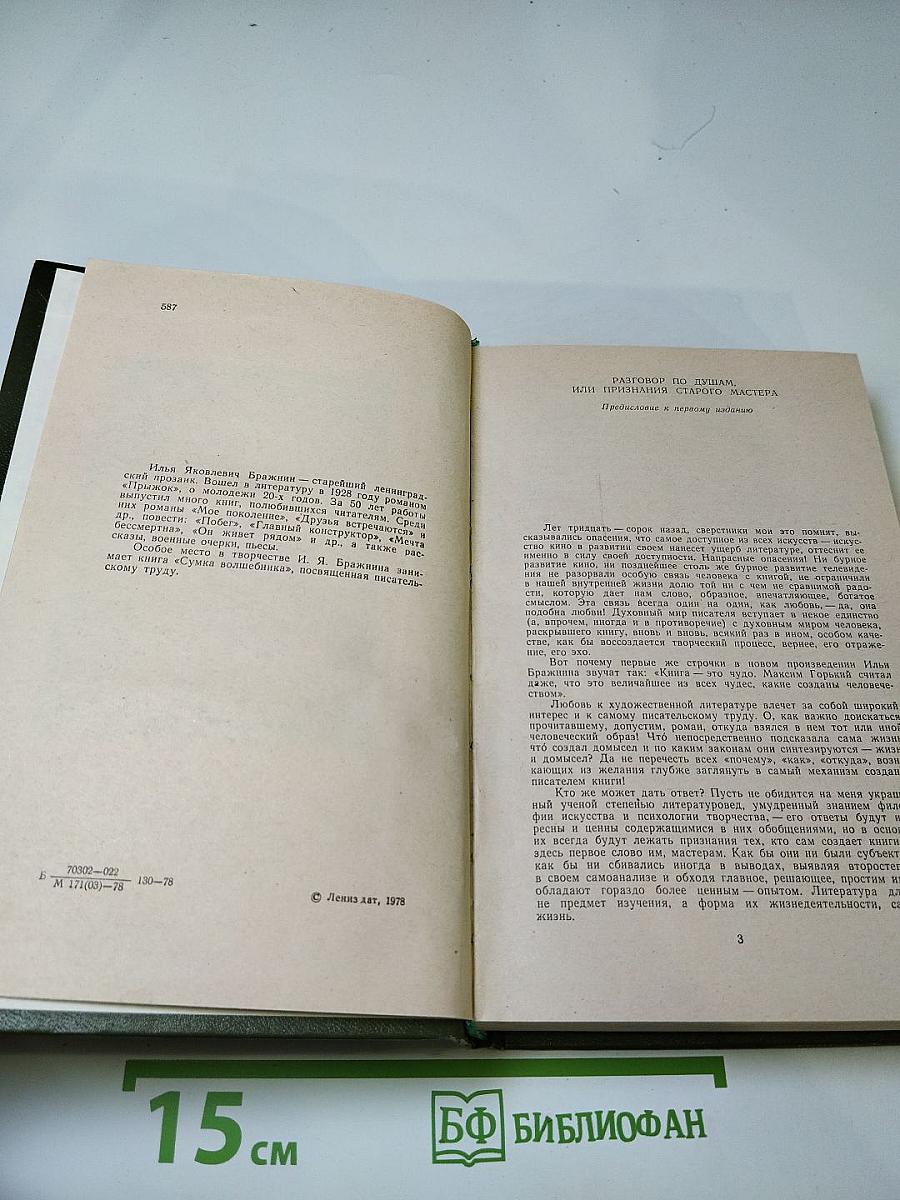 587
Илья Яковлевич Бражнин — старейший ленинград-
ский прозаик. Вошел в литературу в 1928 году романом
«Прыжок», о молодежи 20-х годов. За 50 лет работы
выпустил много книг, полюбившихся читателям. Среди
них романы «Мое поколение», «Друзья встречаются» и
др., повести: «Побег», «Главный конструктор», «Мечта
бессмертна», «Он живет рядом» и др., а также рас-
сказы, военные очерки, пьесы.
Особое место в творчестве И. Я. Бражнина зани-
мает книга «Сумка волшебника», посвященная писатель-
скому труду.
Б 70302—022
М 171(03)—78 130—78
© Лениздат, 1978
РАЗГОВОР ПО ДУШАМ,
ИЛИ ПРИЗНАНИЯ СТАРОГО МАСТЕРА
Предисловие к первому изданию
Лет тридцать — сорок назад, сверстники мои это помнят, вы-
сказывались опасения, что самое доступное из всех искусств — искус-
ство кино в развитии своем нанесет ущерб литературе, оттеснит ее
именно в силу своей доступности. Напрасные опасения! Ни бурное
развитие кино, ни позднейшее столь же бурное развитие телевиде-
ния не разорвали особую связь человека с книгой, не ограничили
в нашей внутренней жизни долю той ни с чем не сравнимой радо-
сти, которую дает нам слово, образное, впечатляющее, богатое
смыслом. Эта связь всегда один на один, как любовь, — да, она
подобна любви! Духовный мир писателя вступает в некое единство
(а, впрочем, иногда и в противоречие) с духовным миром человека,
раскрывшего книгу, вновь и вновь, всякий раз в ином, особом каче-
стве, как бы воссоздается творческий процесс, вернее, его отраже-
ние, его эхо.
Вот почему первые же строчки в новом произведении Ильи
Бражнина звучат так: «Книга — это чудо. Максим Горький считал
даже, что это величайшее из всех чудес, какие созданы человече-
ством».
Любовь к художественной литературе влечет за собой широкий
интерес и к самому писательскому труду. О, как важно доискаться
прочитавшему, допустим, роман, откуда взялся в нем тот или иной
человеческий образ! Что́ непосредственно подсказала сама жизнь
что́ создал домысел и по каким законам они синтезируются — жизн
и домысел? Да не перечесть всех «почему», «как», «откуда», возн
кающих из желания глубже заглянуть в самый механизм создан
писателем книги!
Кто же может дать ответ? Пусть не обидится на меня украш
ный ученой степенью литературовед, умудренный знанием фил
фии искусства и психологии творчества, — его ответы будут и
ресны и ценны содержащимися в них обобщениями, но в осно
их всегда будут лежать признания тех, кто сам создает книги
здесь первое слово им, мастерам. Как бы они ни были субъект
как бы ни сбивались иногда в выводах, выявляя второстеп
в своем самоанализе и обходя главное, решающее, простим им
обладают гораздо более ценным — опытом. Литература дл
не предмет изучения, а форма их жизнедеятельности, са
жизнь.
3
15 см
БФ БИБЛИОФАН